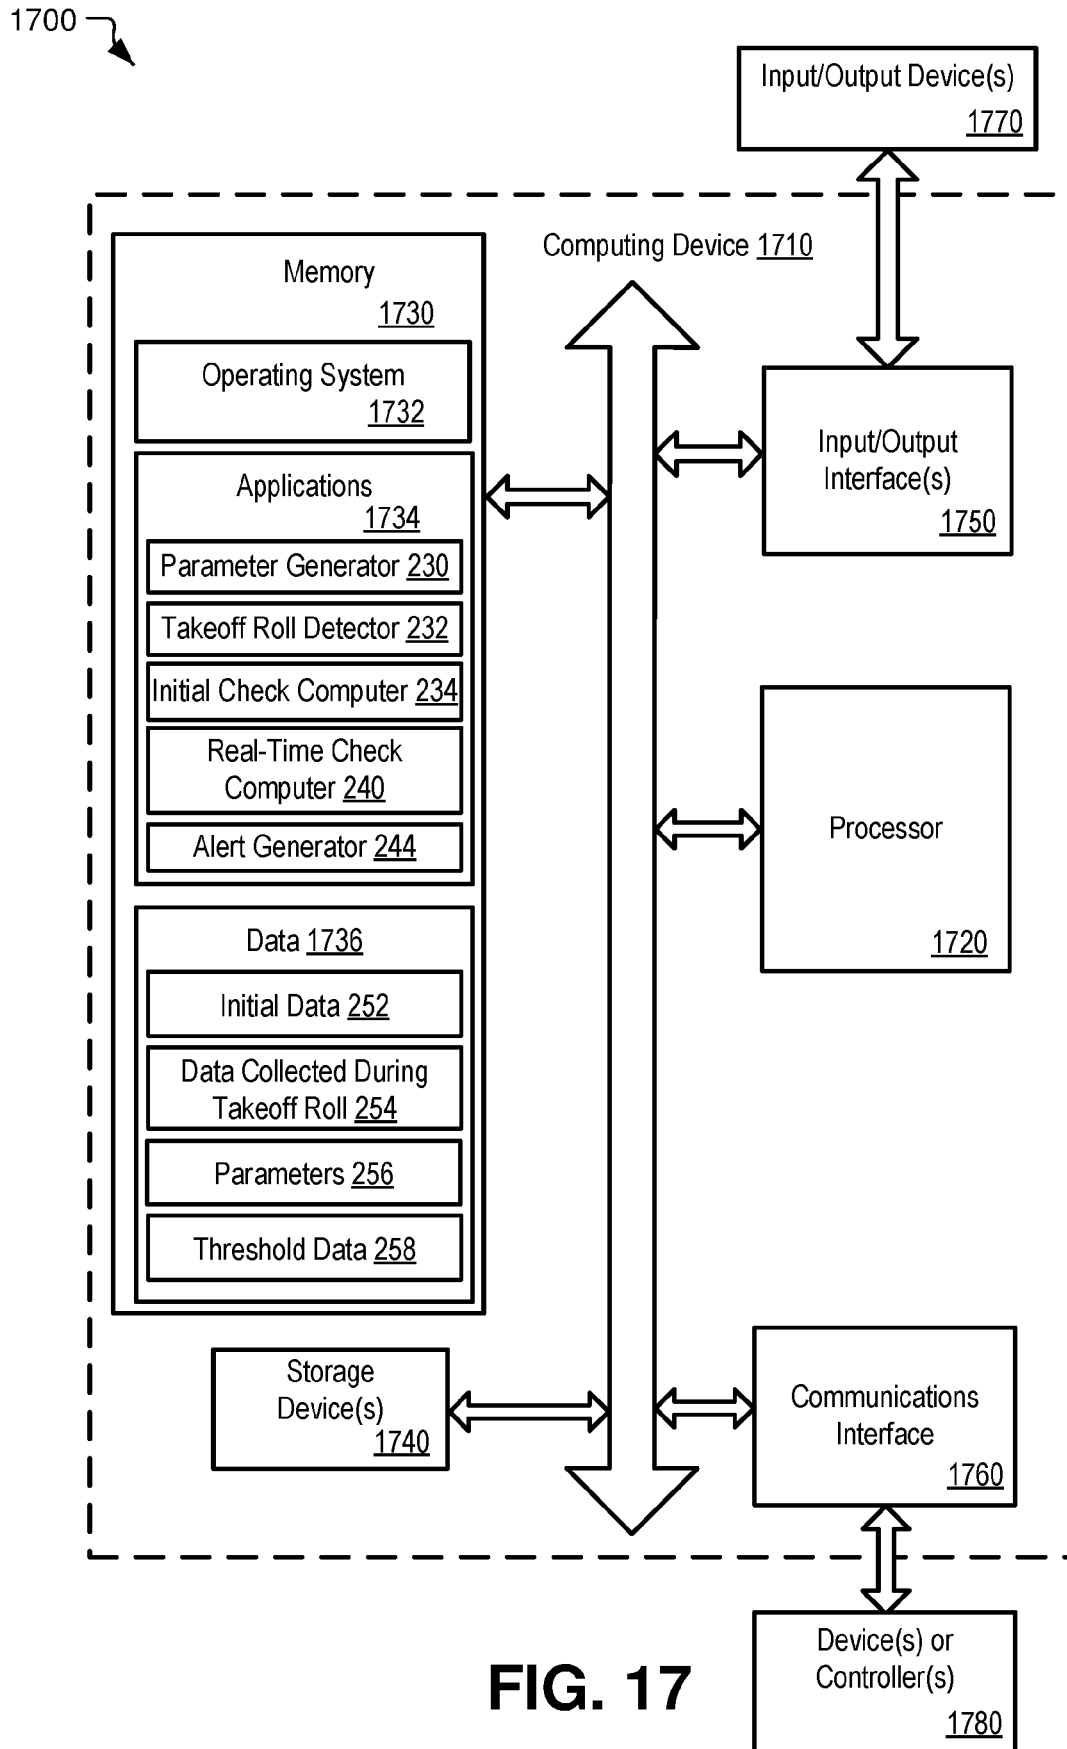 1700
Input/Output Device(s)
1770
Computing Device 1710
Memory
1730
Operating System
1732
Applications
1734
Parameter Generator 230
Takeoff Roll Detector 232
Initial Check Computer 234
Real-Time Check
Computer 240
Alert Generator 244
Data 1736
Initial Data 252
Data Collected During
Takeoff Roll 254
Parameters 256
Threshold Data 258
Storage
Device(s)
1740
Input/Output
Interface(s)
1750
Processor
1720
Communications
Interface
1760
Device(s) or
Controller(s)
1780
FIG. 17